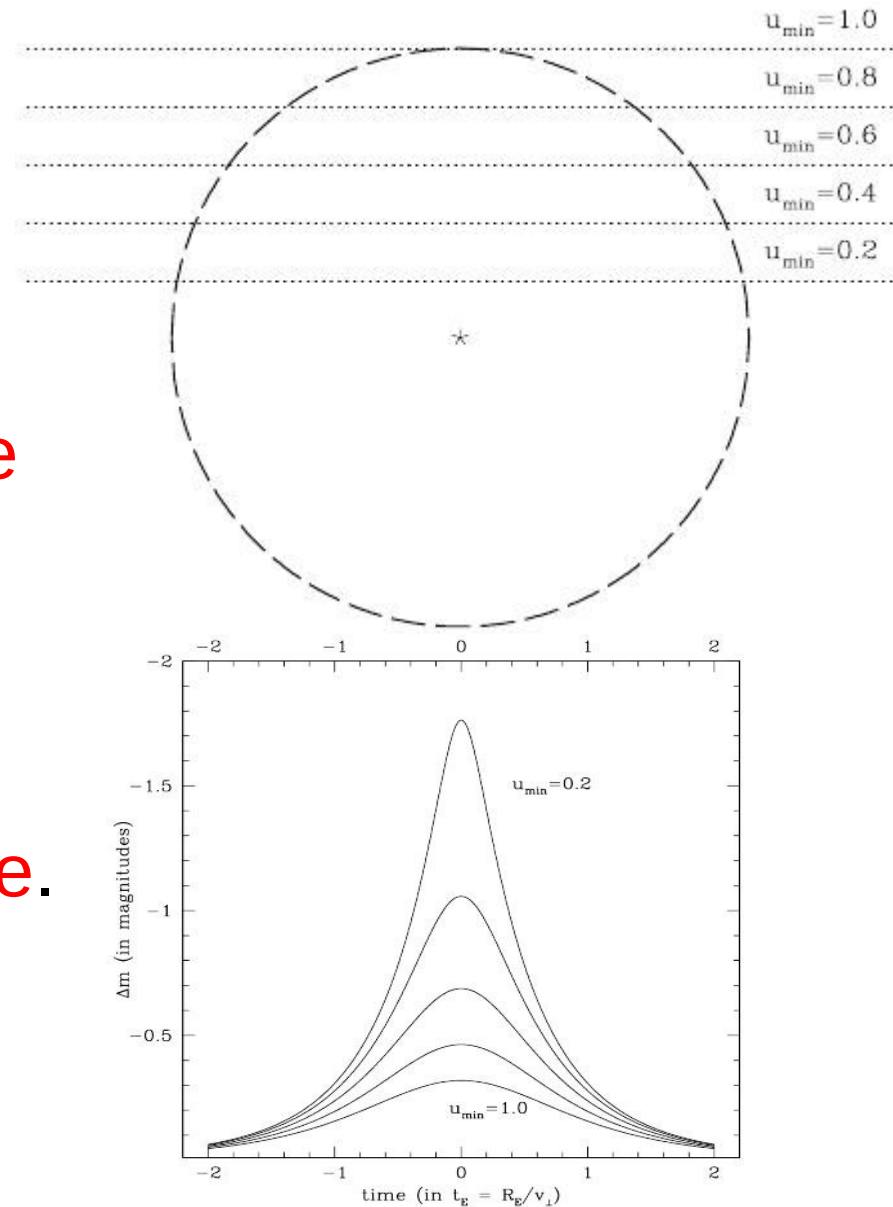 u_min=1.0
u_min=0.8
u_min=0.6
u_min=0.4
u_min=0.2
e
e.
-2 -1 0 1 2
-2
-1.5
-1
-0.5
Δm (in magnitudes)
u_min=0.2
u_min=1.0
-2 -1 0 1 2
time (in t_E = R_E/v_⊥)